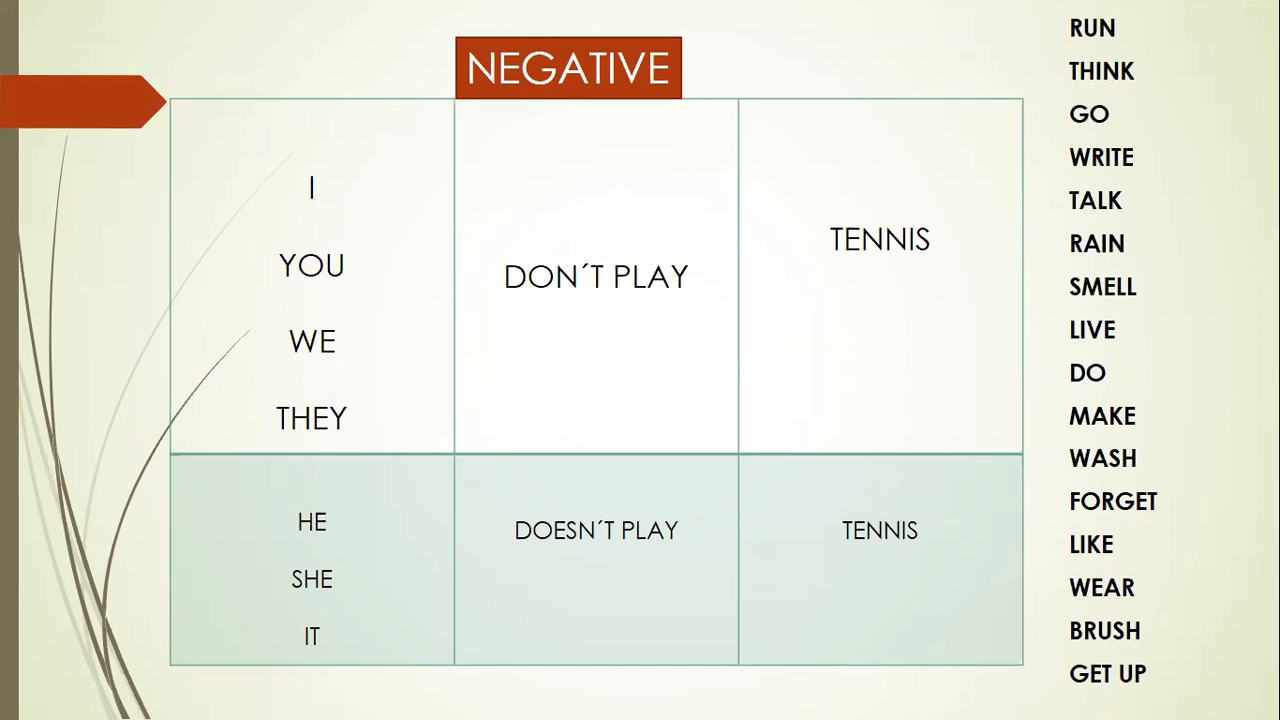 NEGATIVE
I
YOU
WE
THEY
DON´T PLAY
TENNIS
HE
SHE
IT
DOESN´T PLAY
TENNIS
RUN
THINK
GO
WRITE
TALK
RAIN
SMELL
LIVE
DO
MAKE
WASH
FORGET
LIKE
WEAR
BRUSH
GET UP